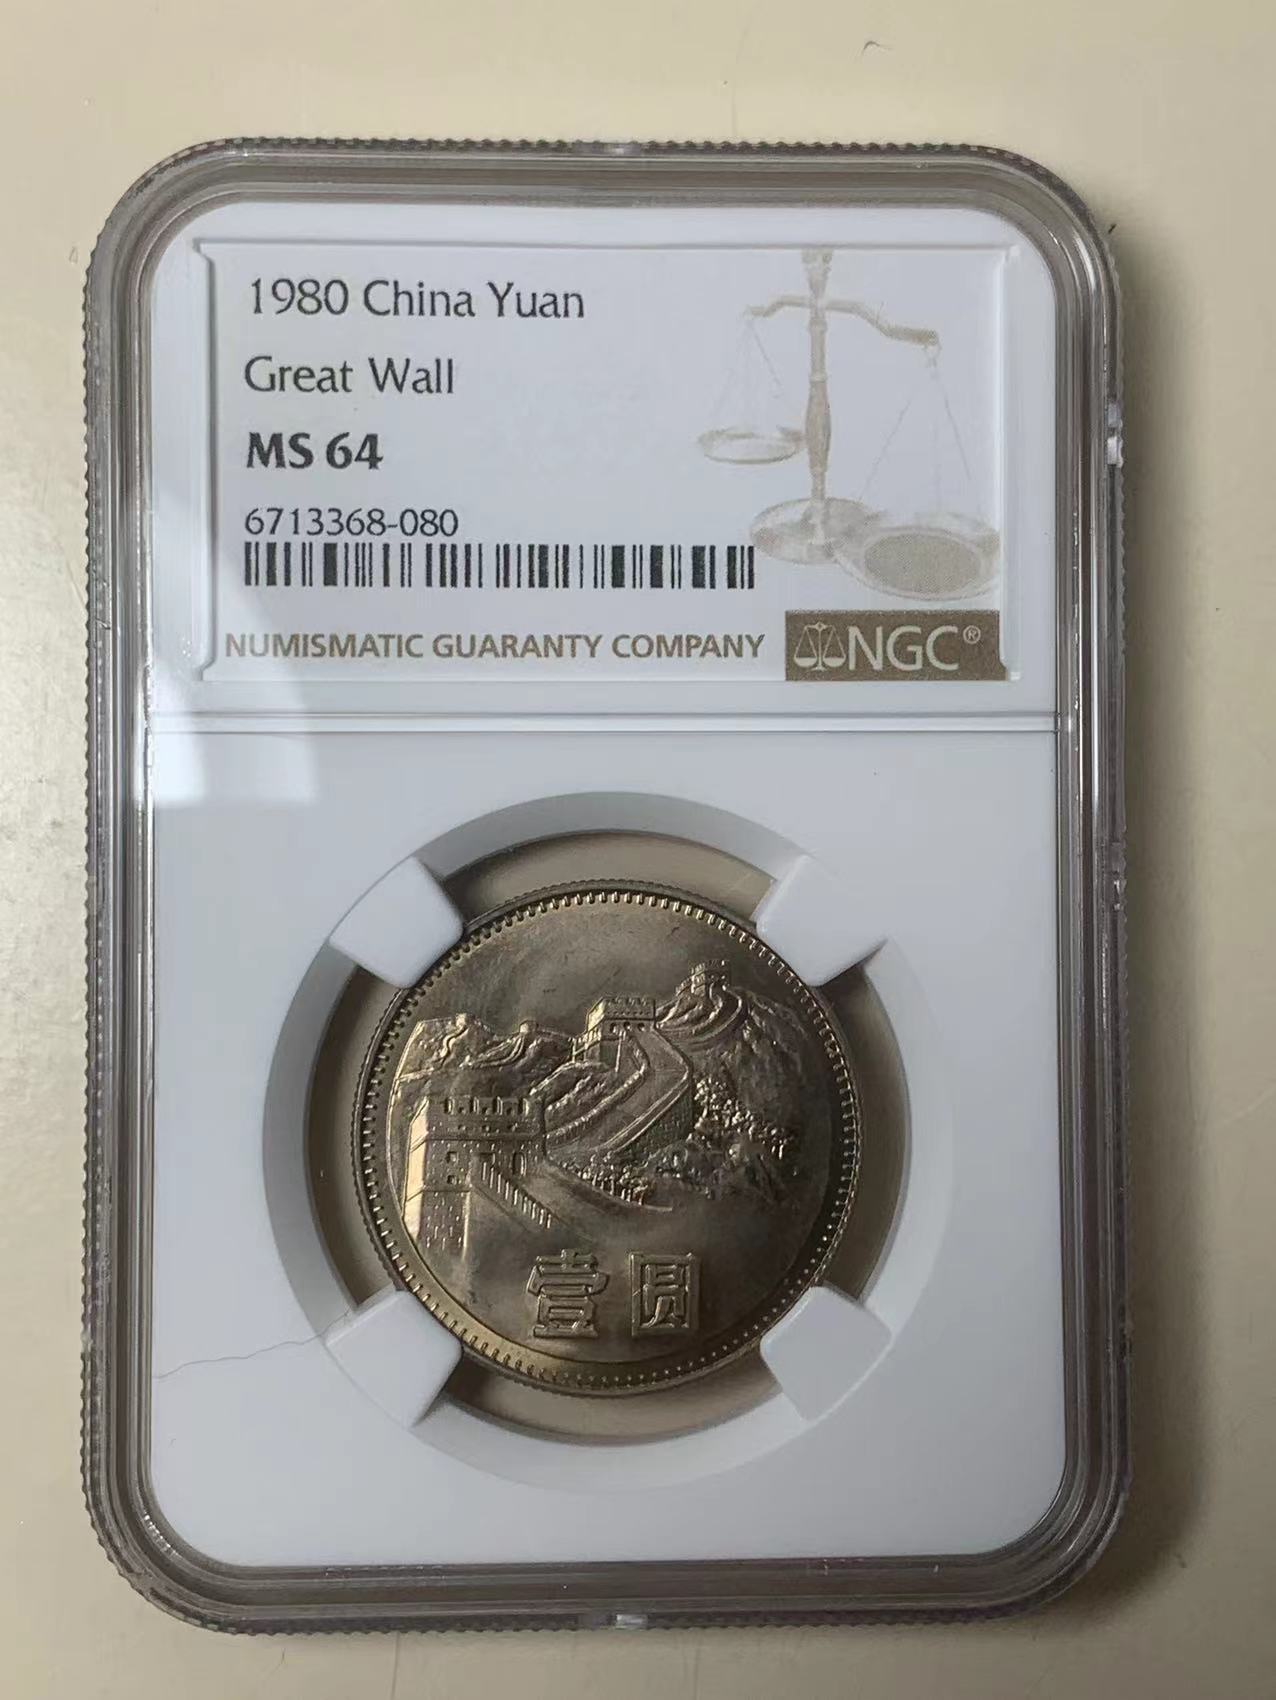 1980 China Yuan
Great Wall
MS 64
6713368-080
NUMISMATIC GUARANTY COMPANY NGC®
壹圆